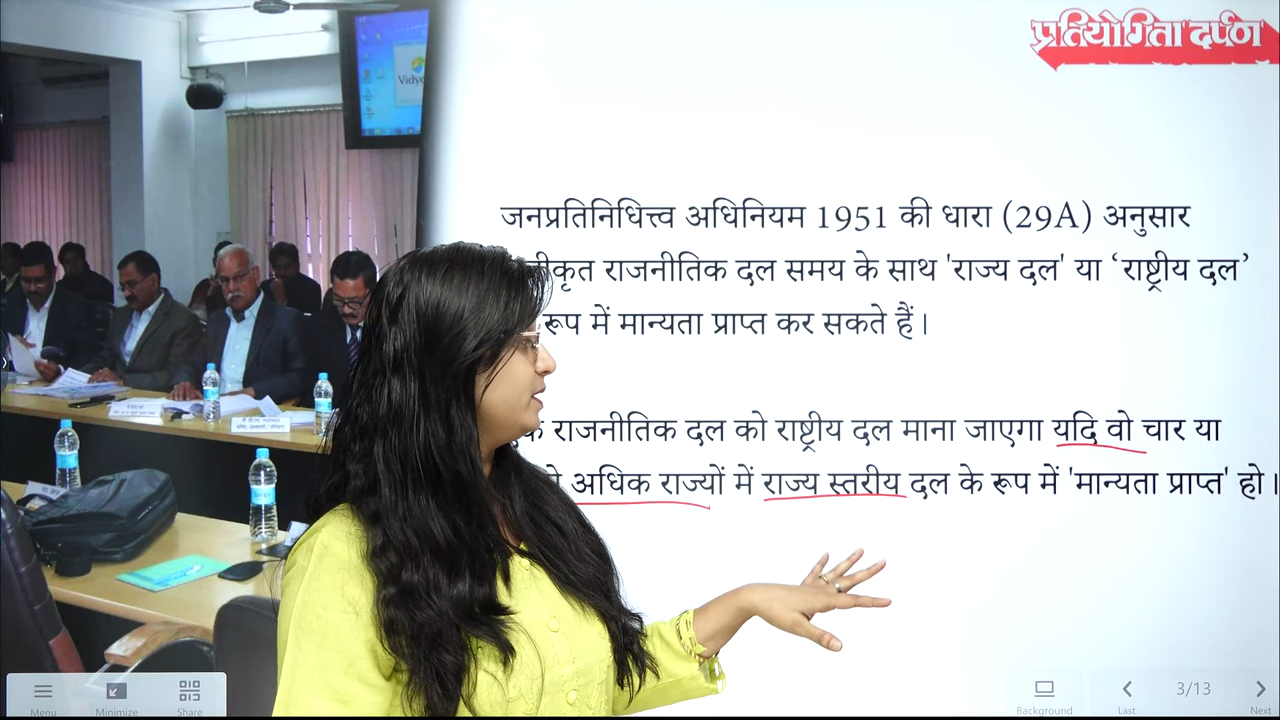 प्रतियोगिता दर्पण
जनप्रतिनिधित्त्व अधिनियम 1951 की धारा (29A) अनुसार
राजनीतिक दल समय के साथ 'राज्य दल' या ‘राष्ट्रीय दल’
रूप में मान्यता प्राप्त कर सकते हैं।
राजनीतिक दल को राष्ट्रीय दल माना जाएगा यदि वो चार या
अधिक राज्यों में राज्य स्तरीय दल के रूप में 'मान्यता प्राप्त' हो।
Menu
Minimize
Share
Background
Last
3/13
Next